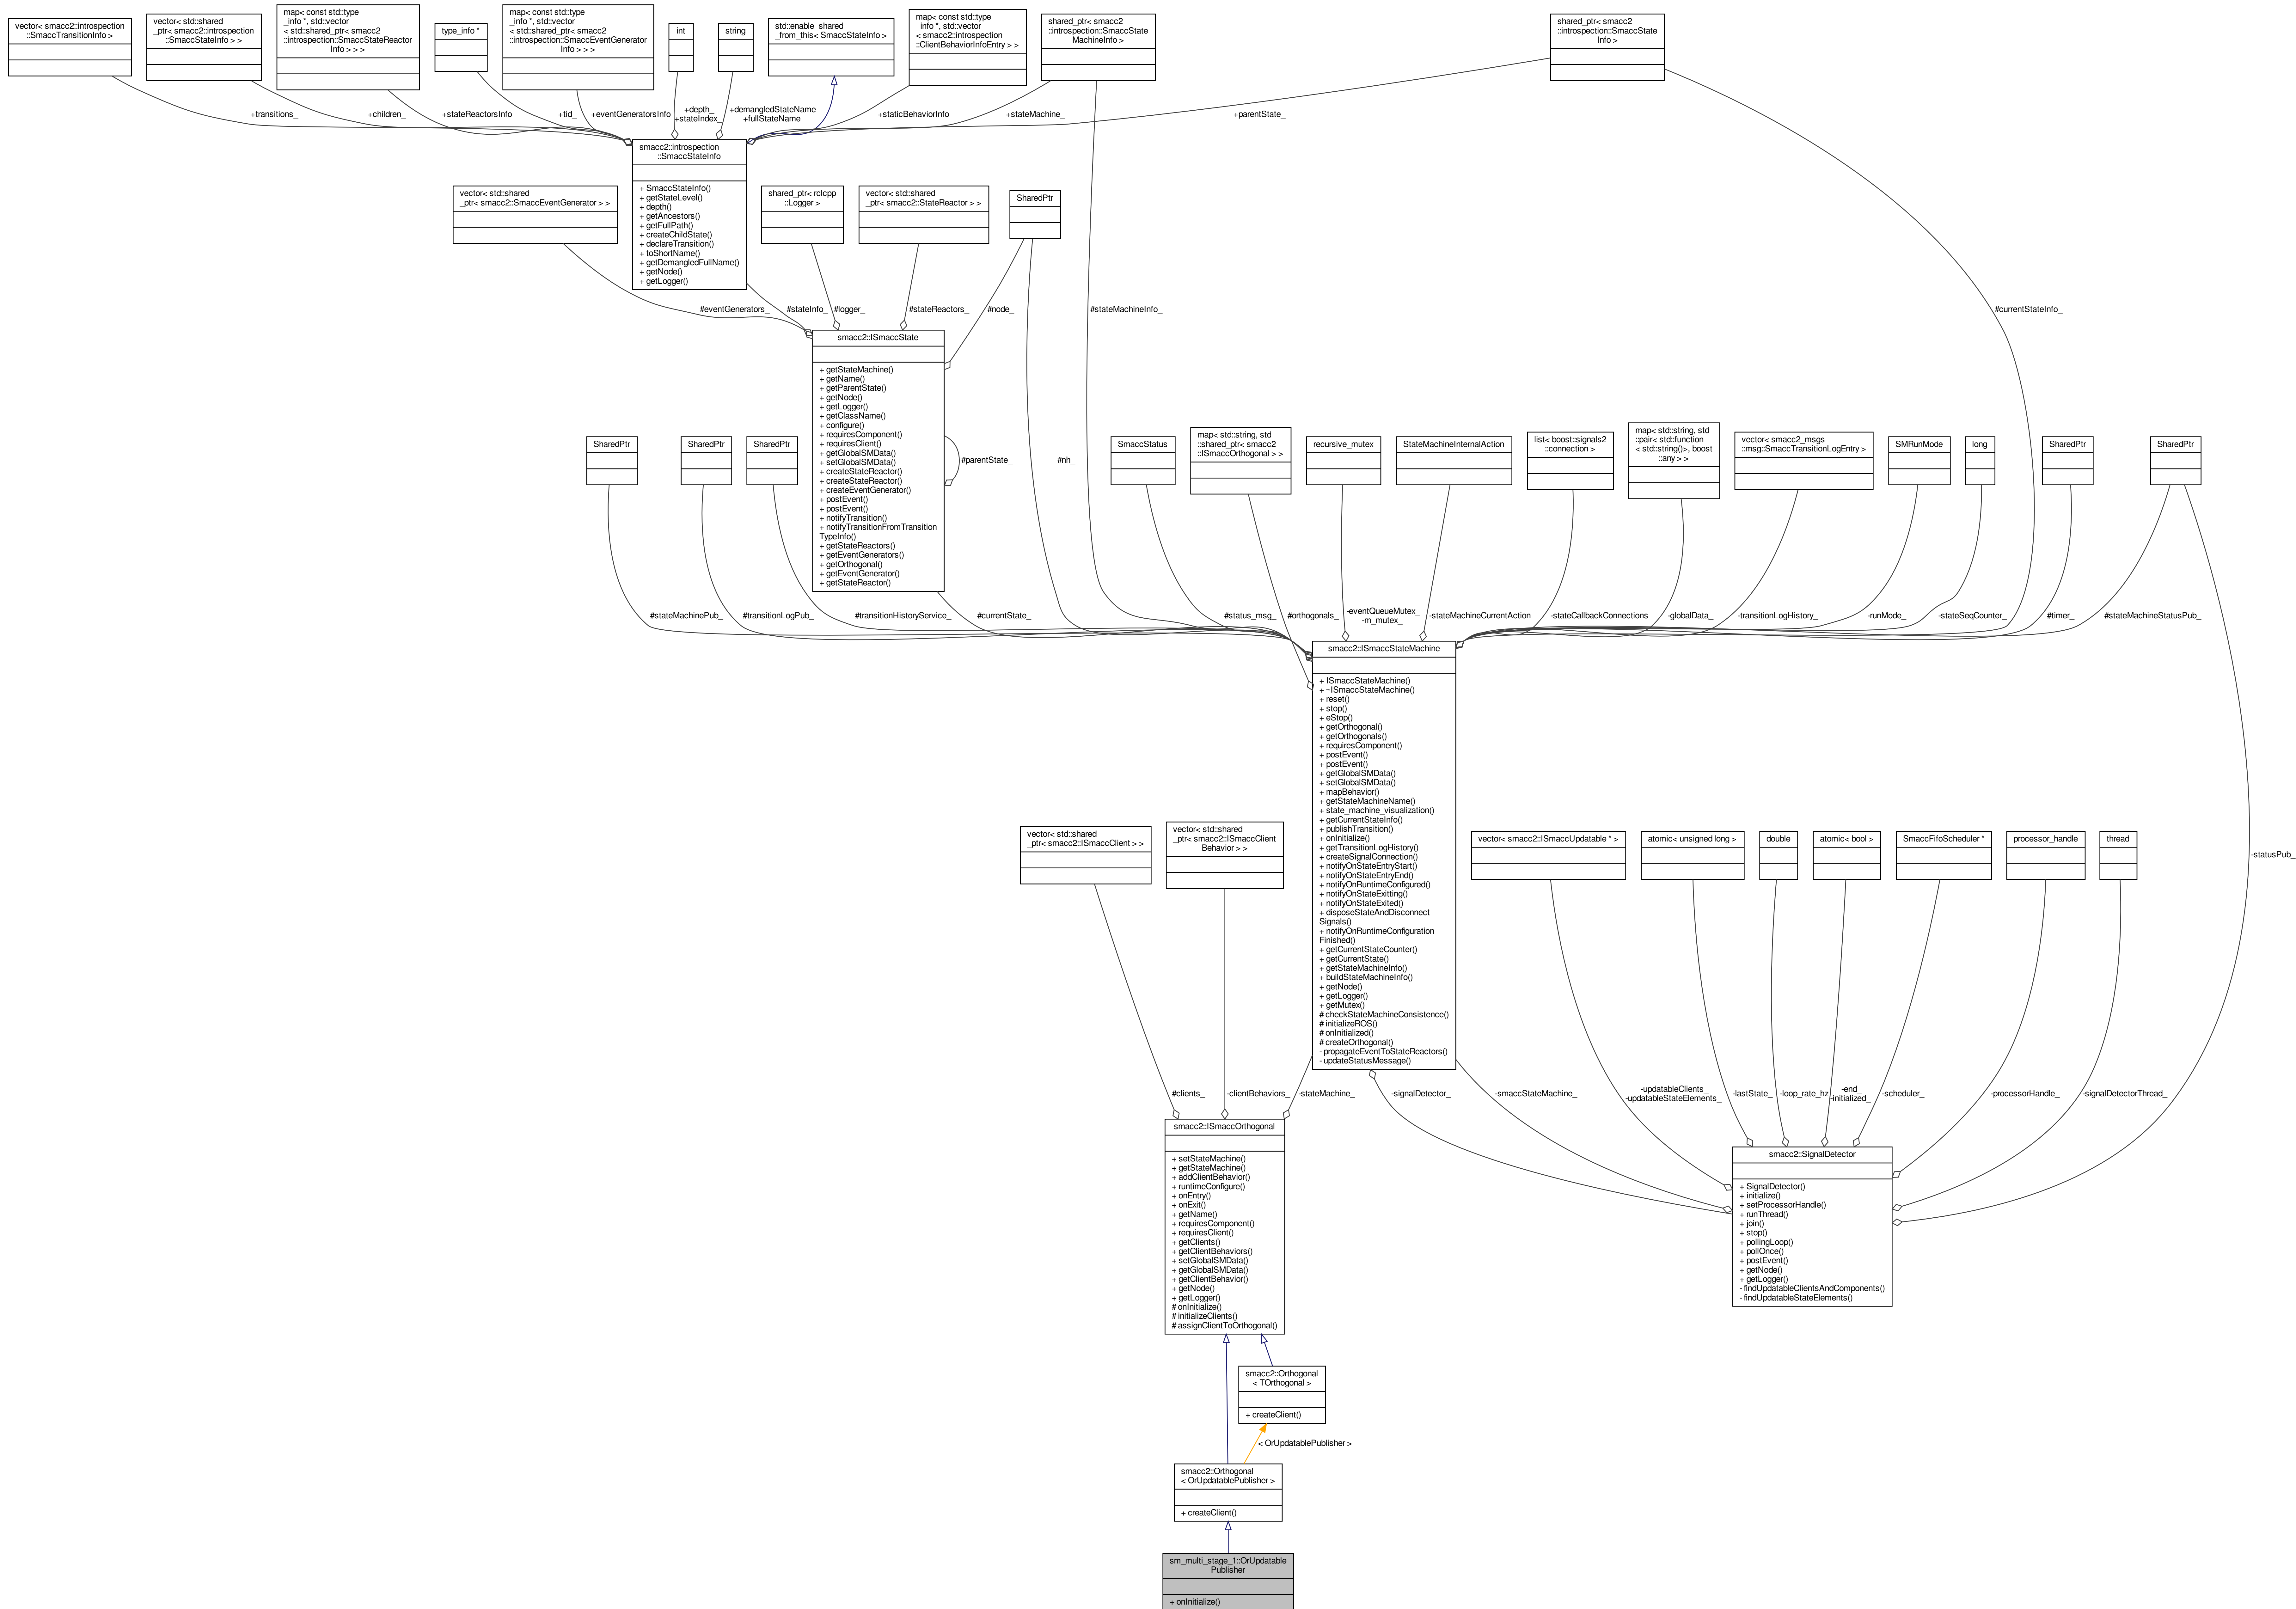 vector< smacc2::introspection
::SmaccTransitionInfo >
vector< std::shared
_ptr< smacc2::introspection
::SmaccStateInfo > >
map< const std::type
_info *, std::vector
< std::shared_ptr< smacc2
::introspection::SmaccStateReactor
Info > > >
type_info *
map< const std::type
_info *, std::vector
< std::shared_ptr< smacc2
::introspection::SmaccEventGenerator
Info > > >
int
string
std::enable_shared
_from_this< SmaccStateInfo >
map< const std::type
_info *, std::vector
< smacc2::introspection
::ClientBehaviorInfoEntry > >
shared_ptr< smacc2
::introspection::SmaccState
MachineInfo >
shared_ptr< smacc2
::introspection::SmaccState
Info >
+transitions_
+children_
+stateReactorsInfo
+tid_
+eventGeneratorsInfo
+depth_
+stateIndex_
+demangledStateName
+fullStateName
+staticBehaviorInfo
+stateMachine_
+parentState_
smacc2::introspection
::SmaccStateInfo
+ SmaccStateInfo()
+ getStateLevel()
+ depth()
+ getAncestors()
+ getFullPath()
+ createChildState()
+ declareTransition()
+ toShortName()
+ getDemangledFullName()
+ getNode()
+ getLogger()
vector< std::shared
_ptr< smacc2::SmaccEventGenerator > >
shared_ptr< rclcpp
::Logger >
vector< std::shared
_ptr< smacc2::StateReactor > >
SharedPtr
#eventGenerators_
#stateInfo_
#logger_
#stateReactors_
#node_
#stateMachineInfo_
#currentStateInfo_
smacc2::ISmaccState
+ getStateMachine()
+ getName()
+ getParentState()
+ getNode()
+ getLogger()
+ getClassName()
+ configure()
+ requiresComponent()
+ requiresClient()
+ getGlobalSMData()
+ setGlobalSMData()
+ createStateReactor()
+ createStateReactor()
+ createEventGenerator()
+ postEvent()
+ postEvent()
+ notifyTransition()
+ notifyTransitionFromTransition
TypeInfo()
+ getStateReactors()
+ getEventGenerators()
+ getOrthogonal()
+ getEventGenerator()
+ getStateReactor()
#parentState_
#nh_
SharedPtr
SharedPtr
SharedPtr
SmaccStatus
map< std::string, std
::shared_ptr< smacc2
::ISmaccOrthogonal > >
recursive_mutex
StateMachineInternalAction
list< boost::signals2
::connection >
map< std::string, std
::pair< std::function
< std::string()>, boost
::any > >
vector< smacc2_msgs
::msg::SmaccTransitionLogEntry >
SMRunMode
long
SharedPtr
SharedPtr
#stateMachinePub_
#transitionLogPub_
#transitionHistoryService_
#currentState_
#status_msg_
#orthogonals_
-eventQueueMutex_
-m_mutex_
-stateMachineCurrentAction
-stateCallbackConnections
-globalData_
-transitionLogHistory_
-runMode_
-stateSeqCounter_
#timer_
#stateMachineStatusPub_
-statusPub_
smacc2::ISmaccStateMachine
+ ISmaccStateMachine()
+ ~ISmaccStateMachine()
+ reset()
+ stop()
+ eStop()
+ getOrthogonal()
+ getOrthogonals()
+ requiresComponent()
+ postEvent()
+ postEvent()
+ getGlobalSMData()
+ setGlobalSMData()
+ mapBehavior()
+ getStateMachineName()
+ state_machine_visualization()
+ getCurrentStateInfo()
+ publishTransition()
+ onInitialize()
+ getTransitionLogHistory()
+ createSignalConnection()
+ notifyOnStateEntryStart()
+ notifyOnStateEntryEnd()
+ notifyOnRuntimeConfigured()
+ notifyOnStateExitting()
+ notifyOnStateExited()
+ disposeStateAndDisconnect
Signals()
+ notifyOnRuntimeConfiguration
Finished()
+ getCurrentStateCounter()
+ getCurrentState()
+ getStateMachineInfo()
+ buildStateMachineInfo()
+ getNode()
+ getLogger()
+ getMutex()
# checkStateMachineConsistence()
# initializeROS()
# onInitialized()
# createOrthogonal()
- propagateEventToStateReactors()
- updateStatusMessage()
vector< std::shared
_ptr< smacc2::ISmaccClient > >
vector< std::shared
_ptr< smacc2::ISmaccClient
Behavior > >
vector< smacc2::ISmaccUpdatable * >
atomic< unsigned long >
double
atomic< bool >
SmaccFifoScheduler *
processor_handle
thread
#clients_
-clientBehaviors_
-stateMachine_
-signalDetector_
-smaccStateMachine_
-updatableClients_
-updatableStateElements_
-lastState_
-loop_rate_hz
-end_
-initialized_
-scheduler_
-processorHandle_
-signalDetectorThread_
smacc2::ISmaccOrthogonal
+ setStateMachine()
+ getStateMachine()
+ addClientBehavior()
+ runtimeConfigure()
+ onEntry()
+ onExit()
+ getName()
+ requiresComponent()
+ requiresClient()
+ getClients()
+ getClientBehaviors()
+ setGlobalSMData()
+ getGlobalSMData()
+ getClientBehavior()
+ getNode()
+ getLogger()
# onInitialize()
# initializeClients()
# assignClientToOrthogonal()
smacc2::SignalDetector
+ SignalDetector()
+ initialize()
+ setProcessorHandle()
+ runThread()
+ join()
+ stop()
+ pollingLoop()
+ pollOnce()
+ postEvent()
+ getNode()
+ getLogger()
- findUpdatableClientsAndComponents()
- findUpdatableStateElements()
smacc2::Orthogonal
< TOrthogonal >
+ createClient()
< OrUpdatablePublisher >
smacc2::Orthogonal
< OrUpdatablePublisher >
+ createClient()
sm_multi_stage_1::OrUpdatable
Publisher
+ onInitialize()